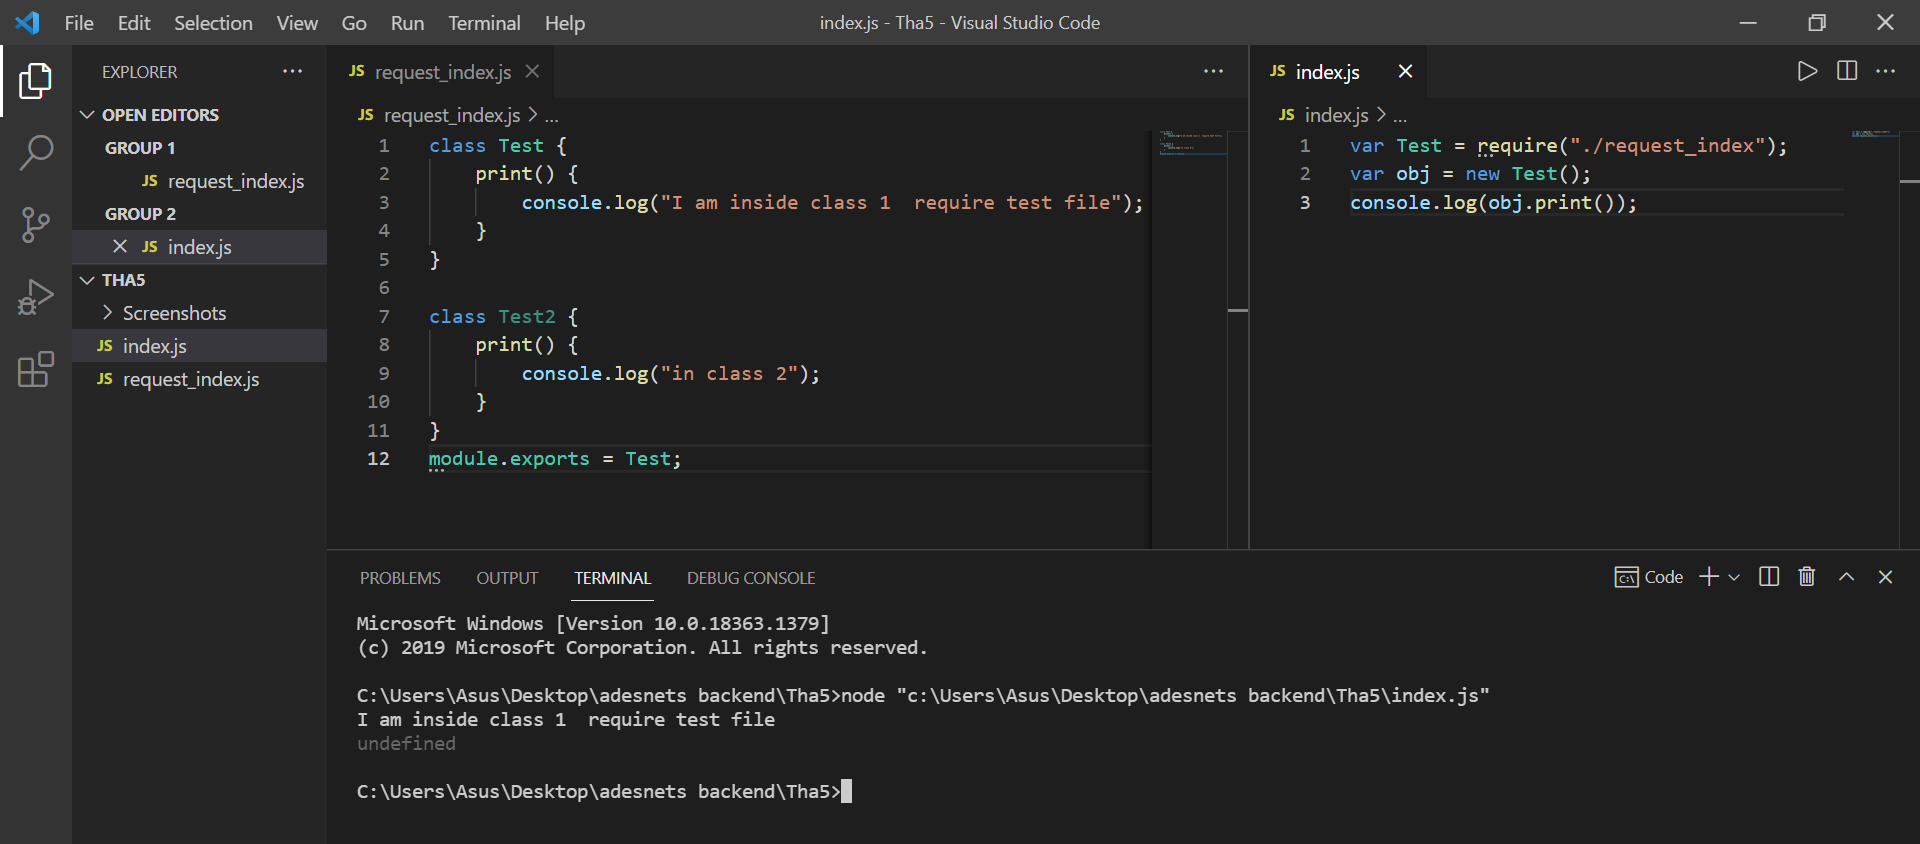 File Edit Selection View Go Run Terminal Help
index.js - Tha5 - Visual Studio Code
EXPLORER
OPEN EDITORS
GROUP 1
JS request_index.js
GROUP 2
JS index.js
THA5
Screenshots
JS index.js
JS request_index.js
JS request_index.js
JS request_index.js > ...
1 class Test {
2 print() {
3 console.log("I am inside class 1  require test file");
4 }
5 }
6
7 class Test2 {
8 print() {
9 console.log("in class 2");
10 }
11 }
12 module.exports = Test;
JS index.js
JS index.js > ...
1 var Test = require("./request_index");
2 var obj = new Test();
3 console.log(obj.print());
PROBLEMS OUTPUT TERMINAL DEBUG CONSOLE
Code
Microsoft Windows [Version 10.0.18363.1379]
(c) 2019 Microsoft Corporation. All rights reserved.
C:\Users\Asus\Desktop\adesnets backend\Tha5>node "c:\Users\Asus\Desktop\adesnets backend\Tha5\index.js"
I am inside class 1  require test file
undefined
C:\Users\Asus\Desktop\adesnets backend\Tha5>